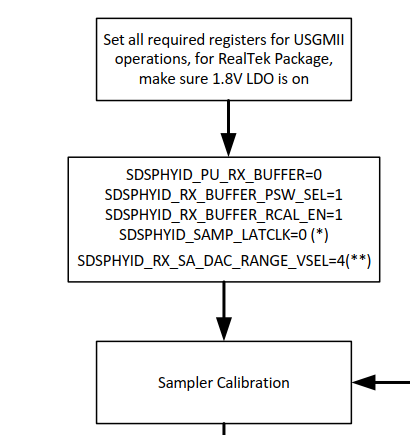 Set all required registers for USGMII
operations, for RealTek Package,
make sure 1.8V LDO is on
SDSPHYID_PU_RX_BUFFER=0
SDSPHYID_RX_BUFFER_PSW_SEL=1
SDSPHYID_RX_BUFFER_RCAL_EN=1
SDSPHYID_SAMP_LATCLK=0 (*)
SDSPHYID_RX_SA_DAC_RANGE_VSEL=4(**)
Sampler Calibration